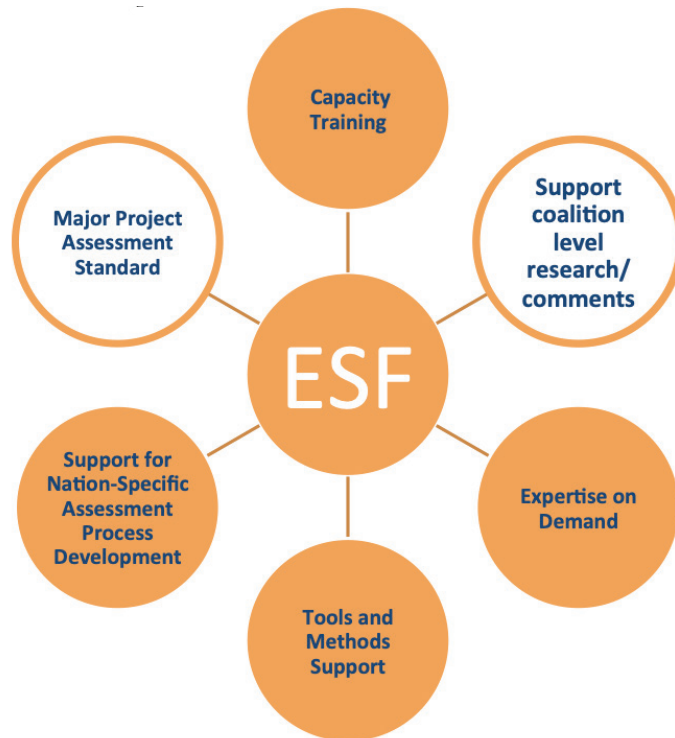 Capacity
Training
Major Project
Assessment
Standard
Support
coalition
level
research/
comments
ESF
Support for
Nation-Specific
Assessment
Process
Development
Expertise on
Demand
Tools and
Methods
Support